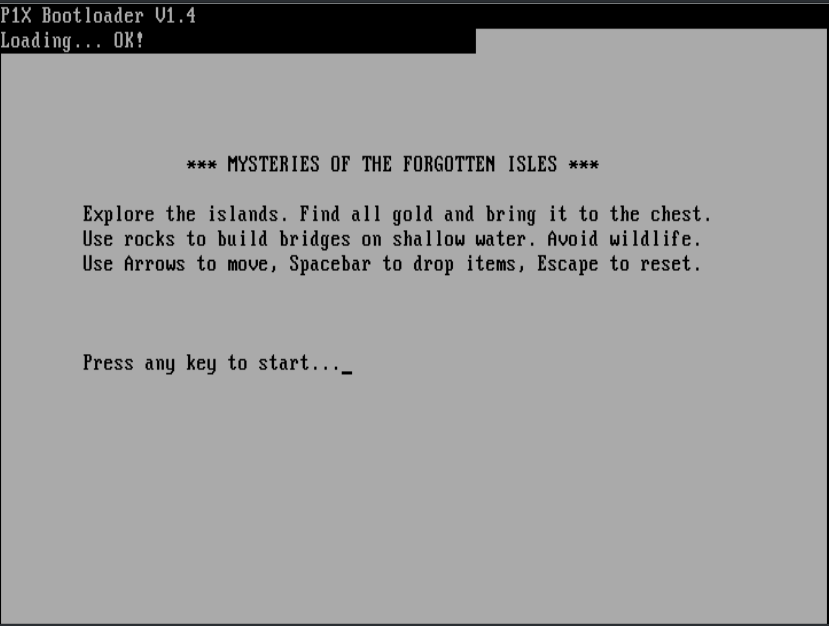 P1X Bootloader V1.4
Loading... OK!
*** MYSTERIES OF THE FORGOTTEN ISLES ***
Explore the islands. Find all gold and bring it to the chest.
Use rocks to build bridges on shallow water. Avoid wildlife.
Use Arrows to move, Spacebar to drop items, Escape to reset.
Press any key to start..._